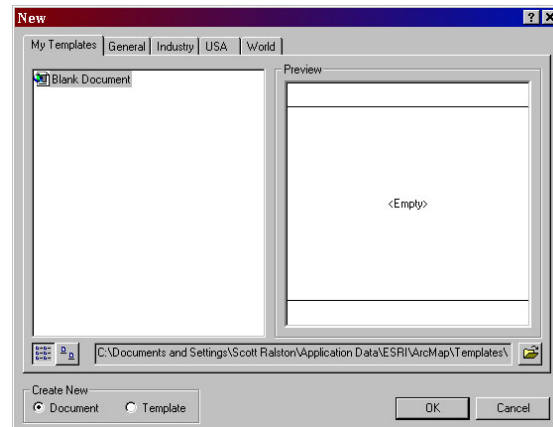 New
My Templates General Industry USA World
Blank Document
Preview
<Empty>
C:\Documents and Settings\Scott Ralston\Application Data\ESRI\ArcMap\Templates\
Create New
Document Template
OK Cancel